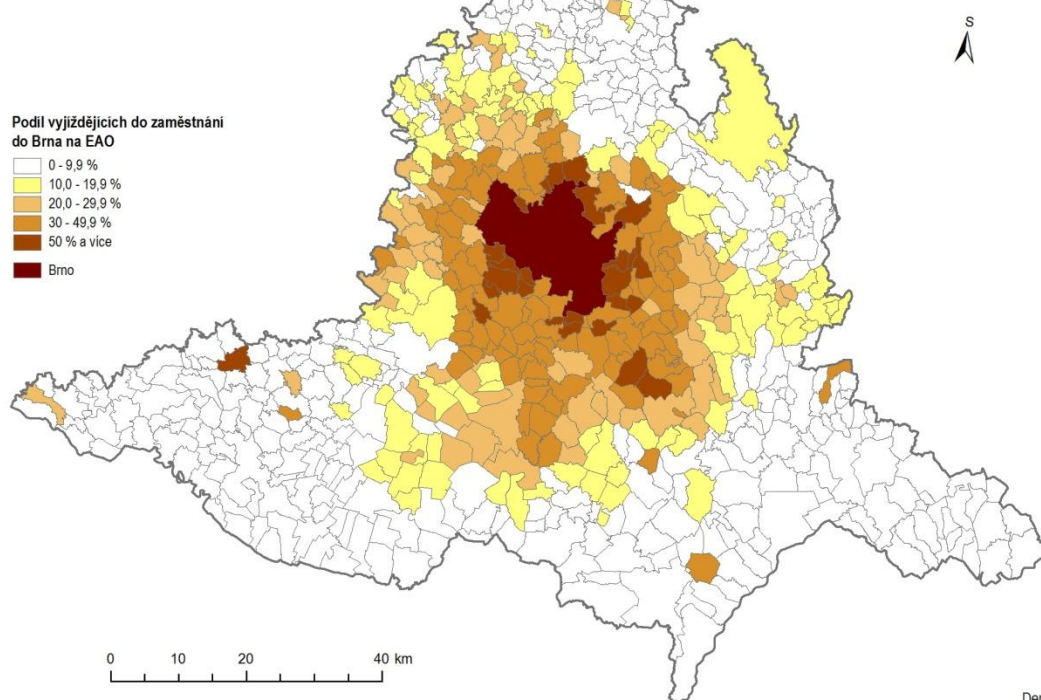 S
Podíl vyjíždějících do zaměstnání
do Brna na EAO
0 - 9,9 %
10,0 - 19,9 %
20,0 - 29,9 %
30 - 49,9 %
50 % a více
Brno
0 10 20 40 km